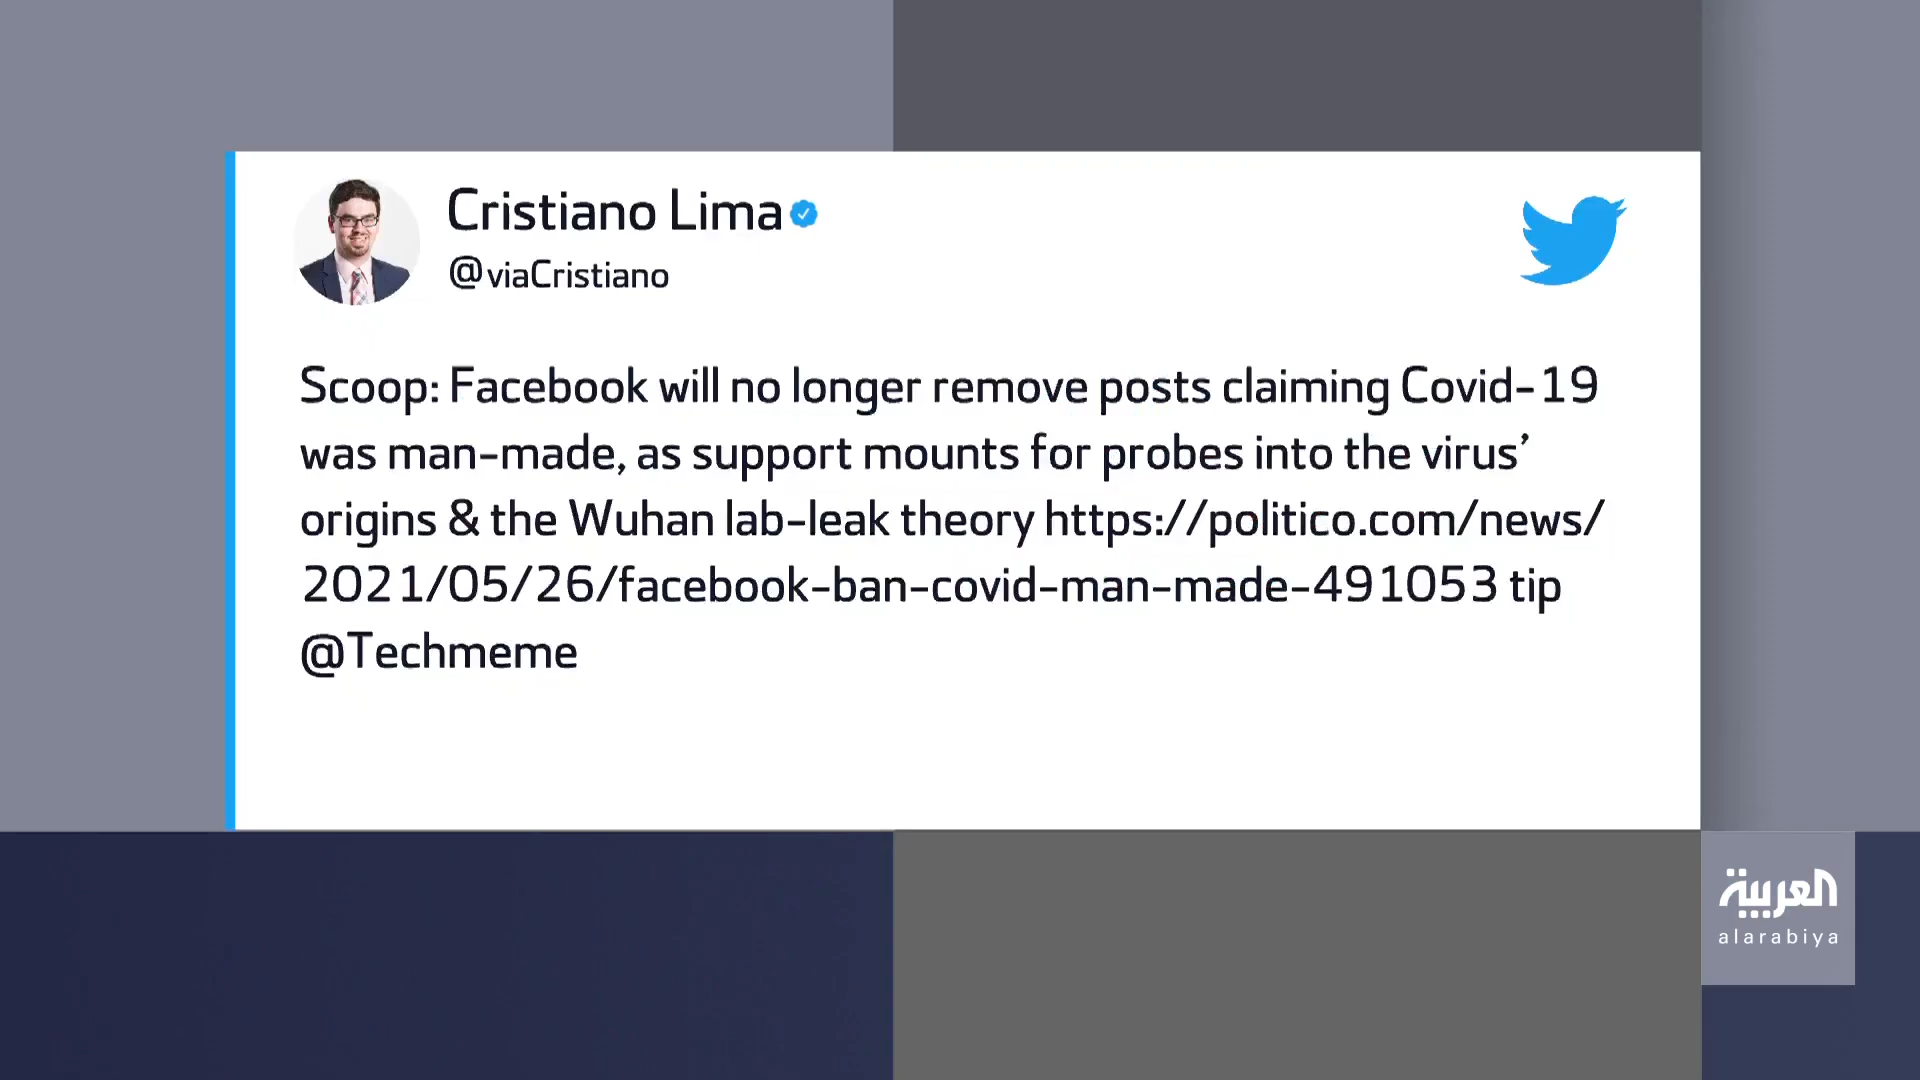 Cristiano Lima
@viaCristiano
Scoop: Facebook will no longer remove posts claiming Covid-19
was man-made, as support mounts for probes into the virus’
origins & the Wuhan lab-leak theory https://politico.com/news/
2021/05/26/facebook-ban-covid-man-made-491053 tip
@Techmeme
العربية
alarabiya